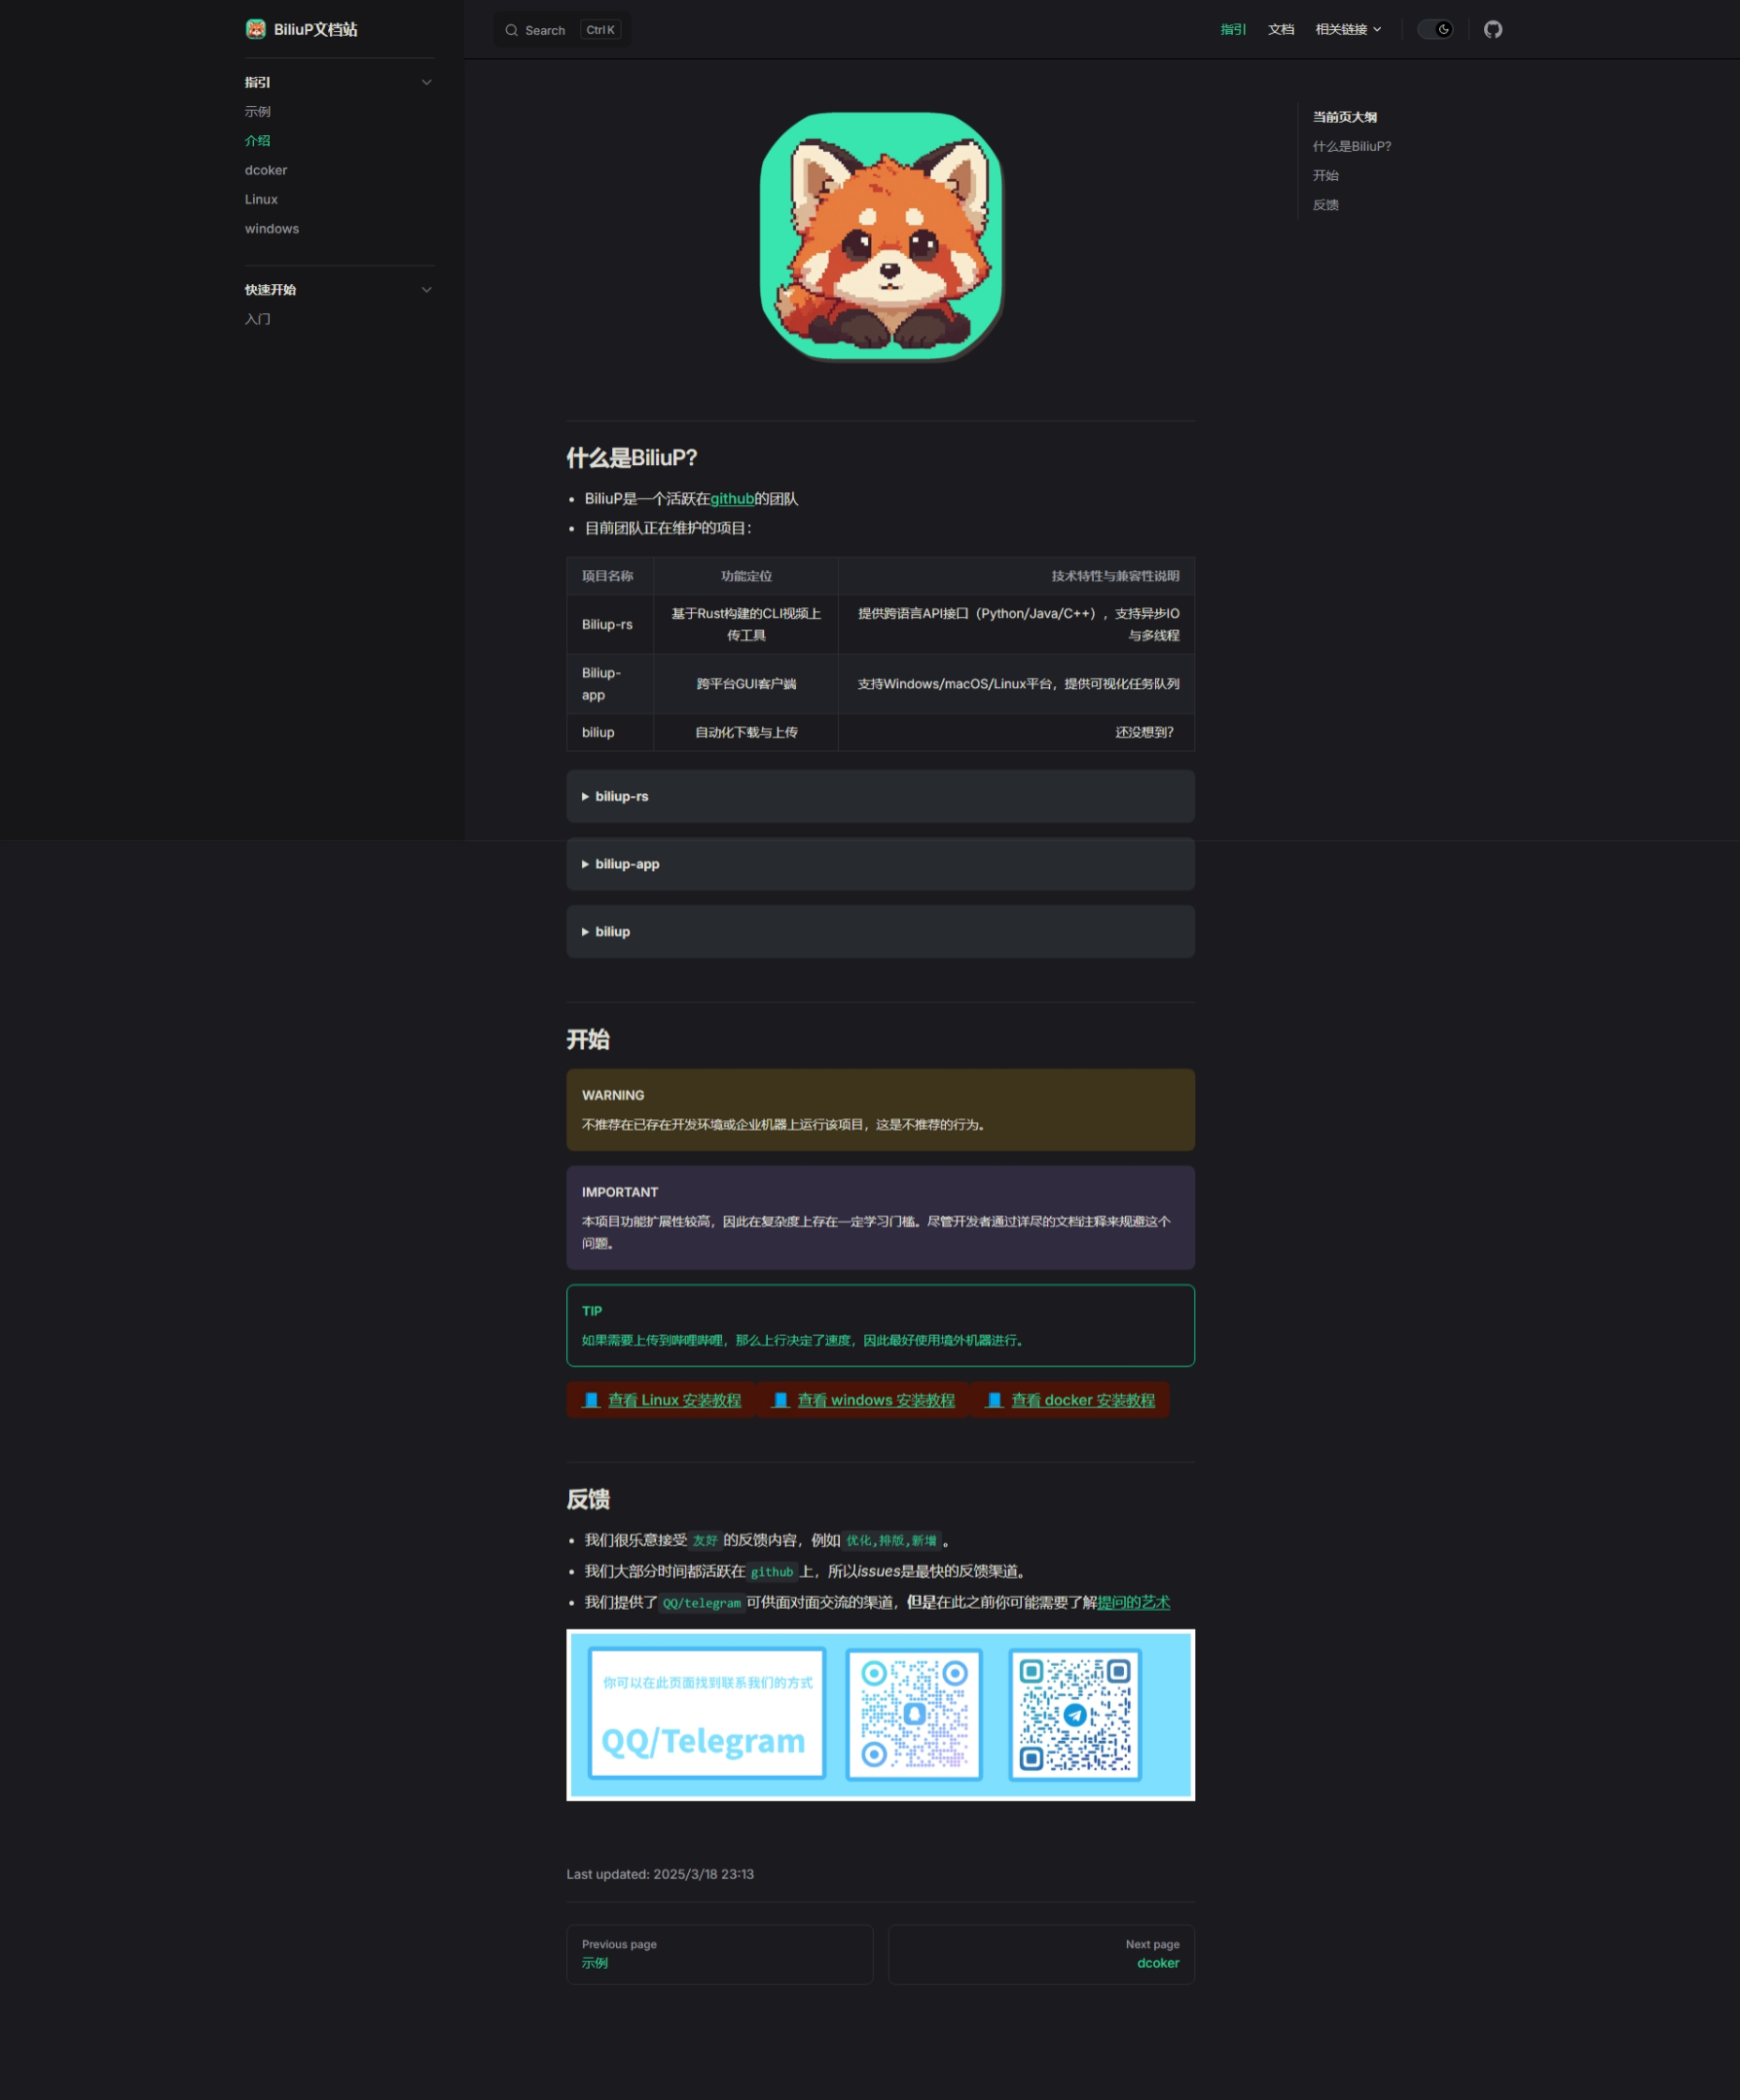 BiliuP文档站
Search Ctrl K
指引 文档 相关链接
指引
示例
介绍
dcoker
Linux
windows
快速开始
入门
当前页大纲
什么是BiliuP?
开始
反馈
什么是BiliuP?
BiliuP是一个活跃在github的团队
目前团队正在维护的项目：
项目名称 功能定位 技术特性与兼容性说明
Biliup-rs 基于Rust构建的CLI视频上传工具 提供跨语言API接口（Python/Java/C++），支持异步IO与多线程
Biliup-app 跨平台GUI客户端 支持Windows/macOS/Linux平台，提供可视化任务队列
biliup 自动化下载与上传 还没想到？
biliup-rs
biliup-app
biliup
开始
WARNING
不推荐在已存在开发环境或企业机器上运行该项目，这是不推荐的行为。
IMPORTANT
本项目功能扩展性较高，因此在复杂度上存在一定学习门槛。尽管开发者通过详尽的文档注释来规避这个
问题。
TIP
如果需要上传到哔哩哔哩，那么上行决定了速度，因此最好使用境外机器进行。
📘 查看 Linux 安装教程 📘 查看 windows 安装教程 📘 查看 docker 安装教程
反馈
我们很乐意接受 友好 的反馈内容，例如 优化,排版,新增 。
我们大部分时间都活跃在 github 上，所以issues是最快的反馈渠道。
我们提供了 QQ/telegram 可供面对面交流的渠道，但是在此之前你可能需要了解提问的艺术
你可以在此页面找到联系我们的方式
QQ/Telegram
Last updated: 2025/3/18 23:13
Previous page
示例
Next page
dcoker